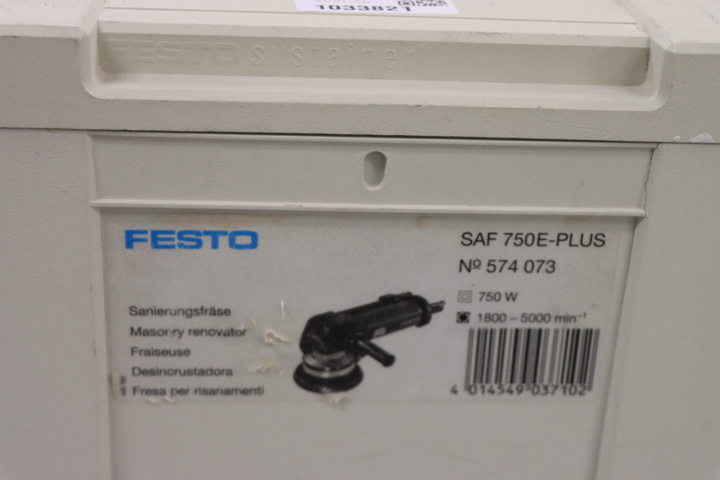 1033821
FESTO systainer®
FESTO
SAF 750E-PLUS
Nº 574 073
750 W
1800 – 5000 min⁻¹
Sanierungsfräse
Masonry renovator
Fraiseuse
Desincrustadora
Fresa per risanamenti
4 014549 037102